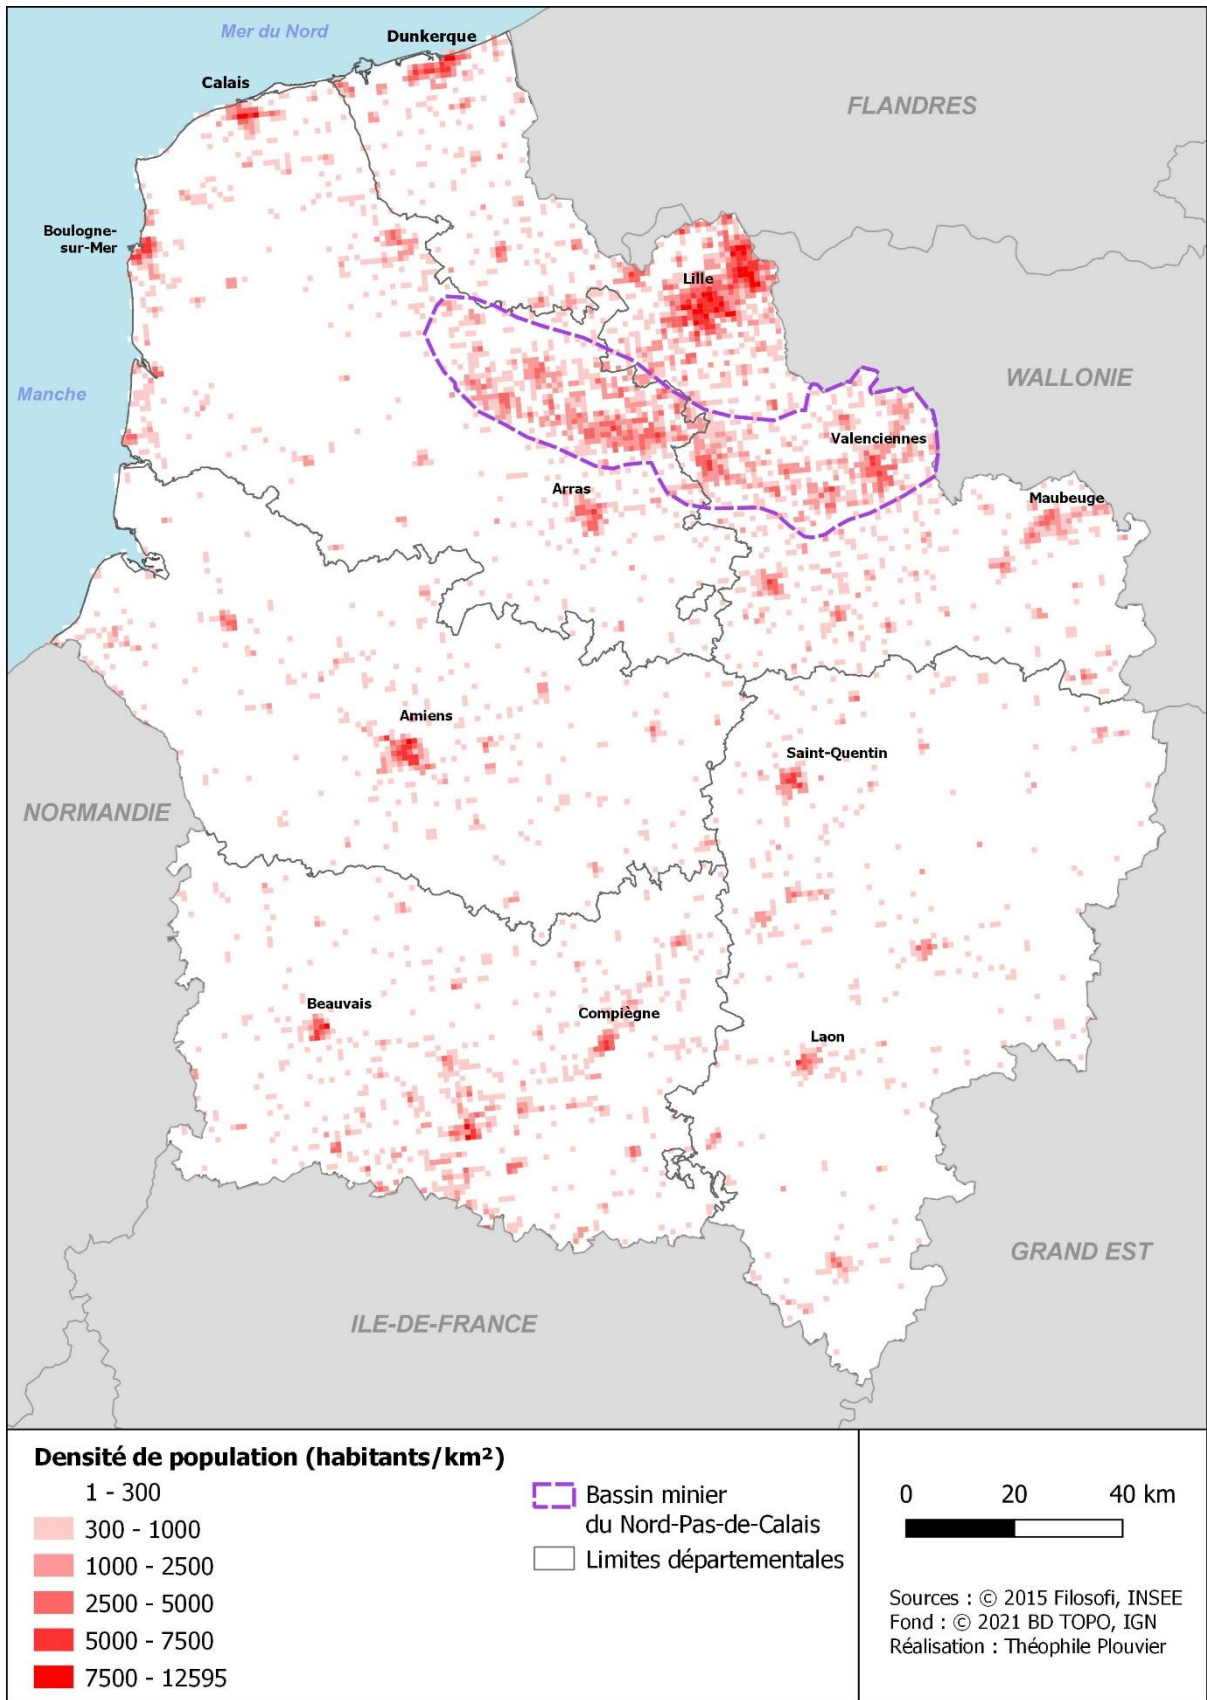 Mer du Nord
Dunkerque
Calais
FLANDRES
Boulogne-
sur-Mer
Lille
Manche
WALLONIE
Valenciennes
Arras
Maubeuge
Amiens
Saint-Quentin
NORMANDIE
Beauvais
Compiègne
Laon
GRAND EST
ILE-DE-FRANCE
Densité de population (habitants/km²)
1 - 300
300 - 1000
1000 - 2500
2500 - 5000
5000 - 7500
7500 - 12595
Bassin minier
du Nord-Pas-de-Calais
Limites départementales
0 20 40 km
Sources : © 2015 Filosofi, INSEE
Fond : © 2021 BD TOPO, IGN
Réalisation : Théophile Plouvier